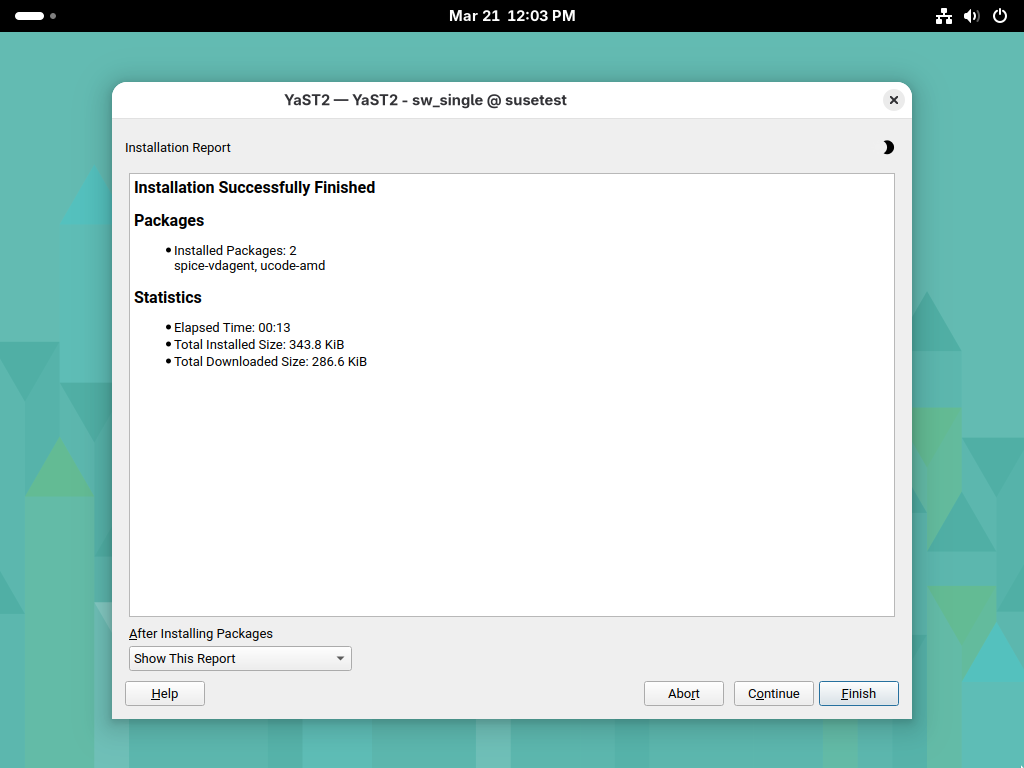 Mar 21 12:03 PM
YaST2 — YaST2 - sw_single @ susetest
Installation Report
Installation Successfully Finished
Packages
Installed Packages: 2
spice-vdagent, ucode-amd
Statistics
Elapsed Time: 00:13
Total Installed Size: 343.8 KiB
Total Downloaded Size: 286.6 KiB
After Installing Packages
Show This Report
Help Abort Continue Finish